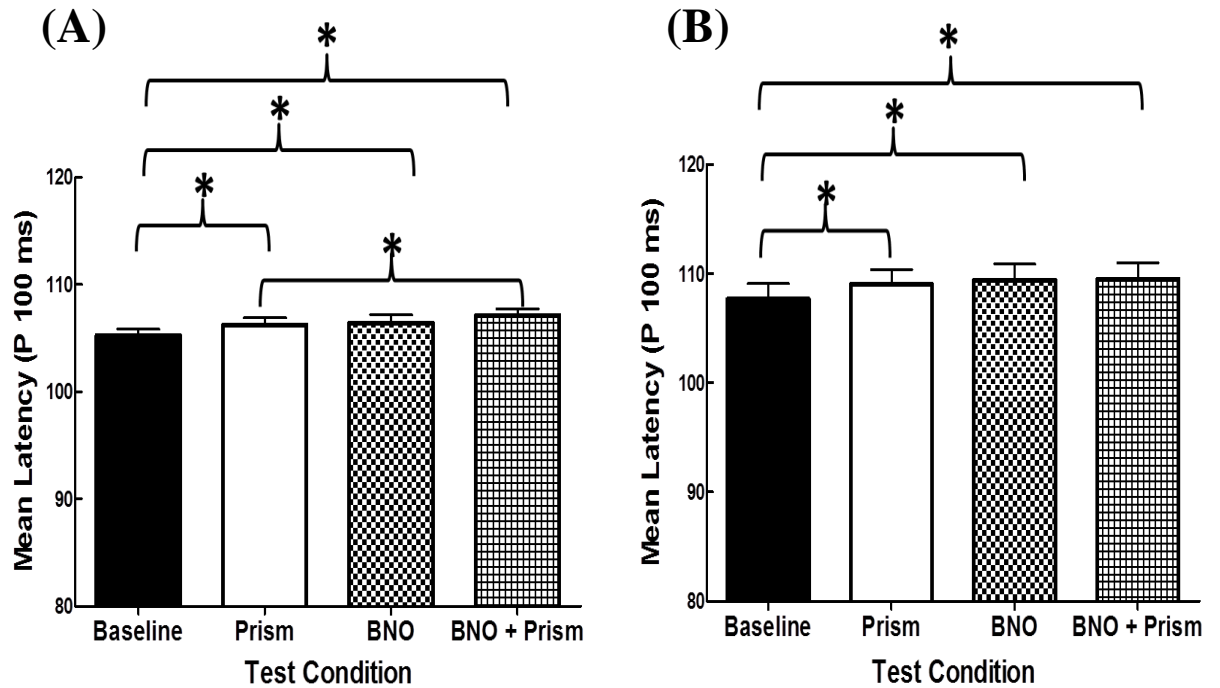 (A)
*
*
*
*
Mean Latency (P 100 ms)
120
110
100
90
80
Baseline Prism BNO BNO + Prism
Test Condition
(B)
*
*
*
Mean Latency (P 100 ms)
120
110
100
90
80
Baseline Prism BNO BNO + Prism
Test Condition